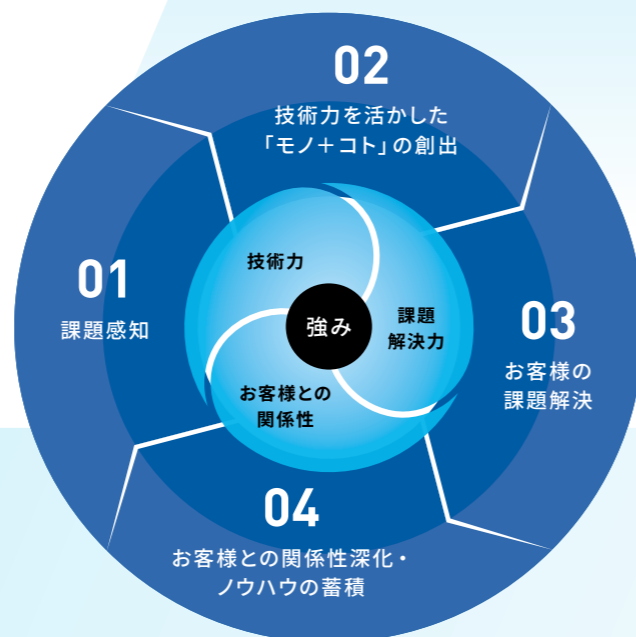 01
課題感知
02
技術力を活かした
「モノ+コト」の創出
03
お客様の
課題解決
04
お客様との関係性深化・
ノウハウの蓄積
強み
技術力
課題
解決力
お客様との
関係性